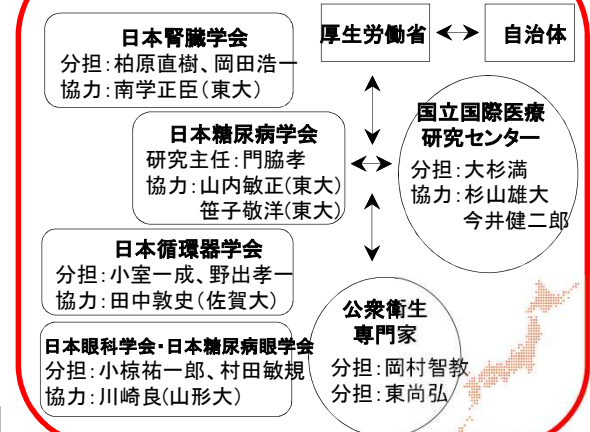 日本腎臓学会
分担：柏原直樹、岡田浩一
協力：南学正臣（東大）
厚生労働省
自治体
日本糖尿病学会
研究主任：門脇孝
協力：山内敏正（東大）
笹子敬洋（東大）
国立国際医療
研究センター
分担：大杉満
協力：杉山雄大
今井健二郎
日本循環器学会
分担：小室一成、野出孝一
協力：田中敦史（佐賀大）
日本眼科学会・日本糖尿病眼学会
分担：小椋祐一郎、村田敏規
協力：川崎良（山形大）
公衆衛生
専門家
分担：岡村智教
分担：東尚弘